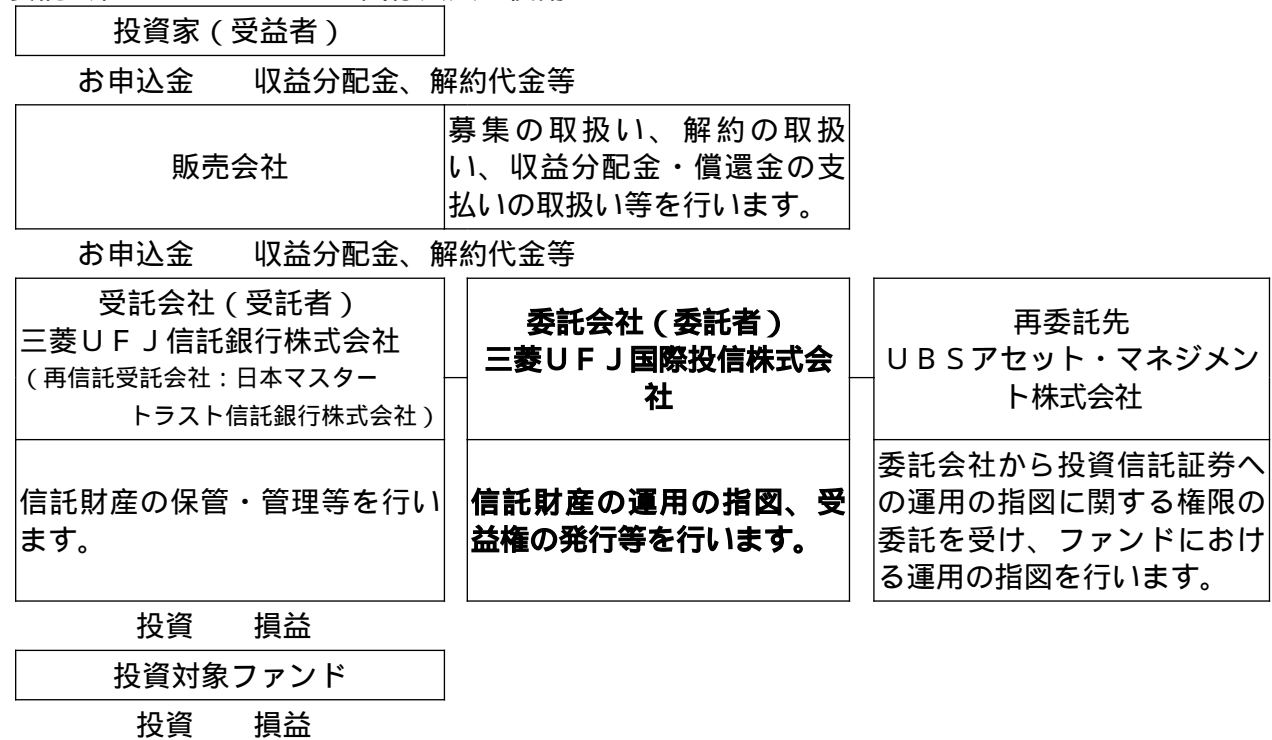 投資家（受益者）
お申込金　収益分配金、解約代金等
販売会社
募集の取扱い、解約の取扱
い、収益分配金・償還金の支
払いの取扱い等を行います。
お申込金　収益分配金、解約代金等
受託会社（受託者）
三菱ＵＦＪ信託銀行株式会社
（再信託受託会社：日本マスター
トラスト信託銀行株式会社）
委託会社（委託者）
三菱ＵＦＪ国際投信株式会
社
再委託先
ＵＢＳアセット・マネジメン
ト株式会社
信託財産の保管・管理等を行い
ます。
信託財産の運用の指図、受
益権の発行等を行います。
委託会社から投資信託証券へ
の運用の指図に関する権限の
委託を受け、ファンドにおけ
る運用の指図を行います。
投資　損益
投資対象ファンド
投資　損益